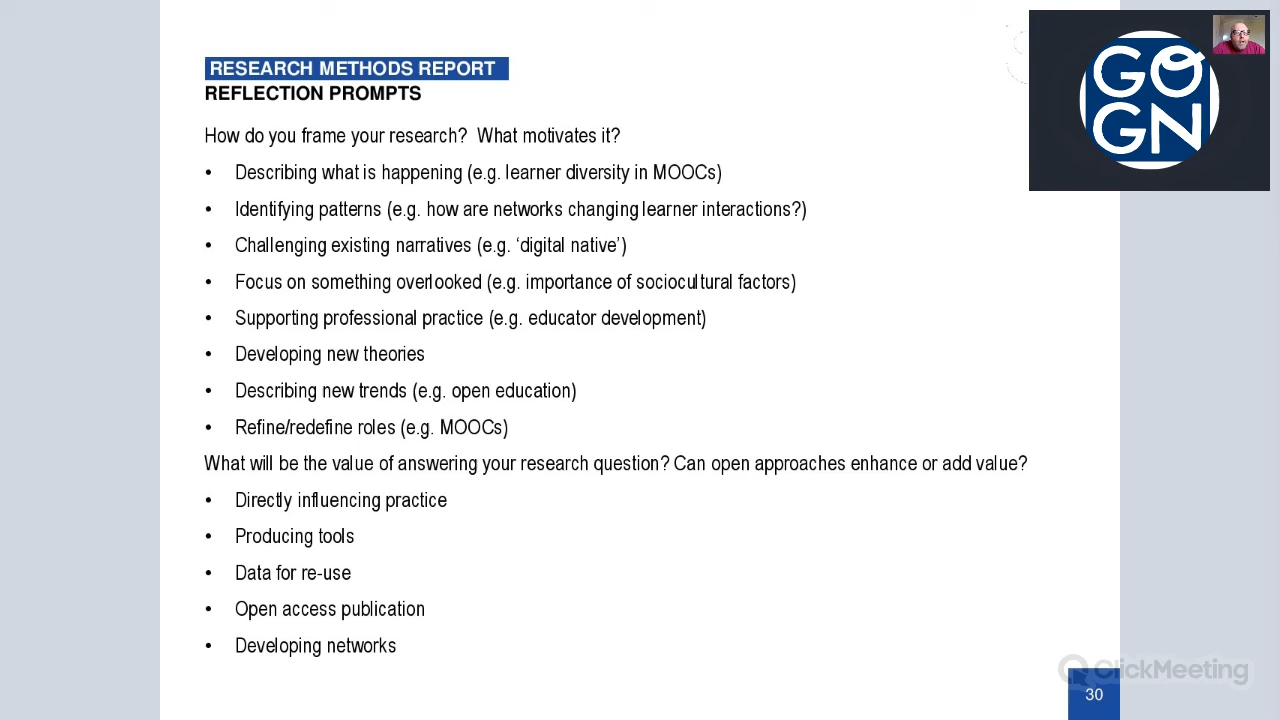 RESEARCH METHODS REPORT
REFLECTION PROMPTS
How do you frame your research?  What motivates it?
• Describing what is happening (e.g. learner diversity in MOOCs)
• Identifying patterns (e.g. how are networks changing learner interactions?)
• Challenging existing narratives (e.g. ‘digital native’)
• Focus on something overlooked (e.g. importance of sociocultural factors)
• Supporting professional practice (e.g. educator development)
• Developing new theories
• Describing new trends (e.g. open education)
• Refine/redefine roles (e.g. MOOCs)
What will be the value of answering your research question? Can open approaches enhance or add value?
• Directly influencing practice
• Producing tools
• Data for re-use
• Open access publication
• Developing networks
GO
GN
ClickMeeting
30